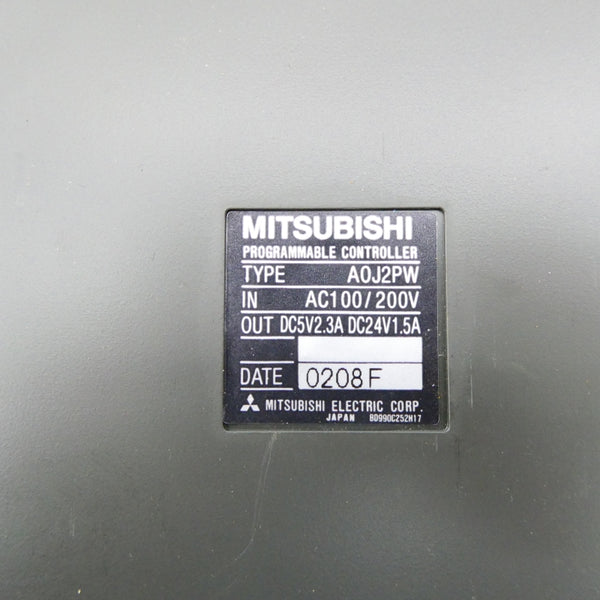 MITSUBISHI
PROGRAMMABLE CONTROLLER
TYPE A0J2PW
IN AC100/200V
OUT DC5V2.3A DC24V1.5A
DATE 0208F
MITSUBISHI ELECTRIC CORP.
JAPAN BD990C252H17